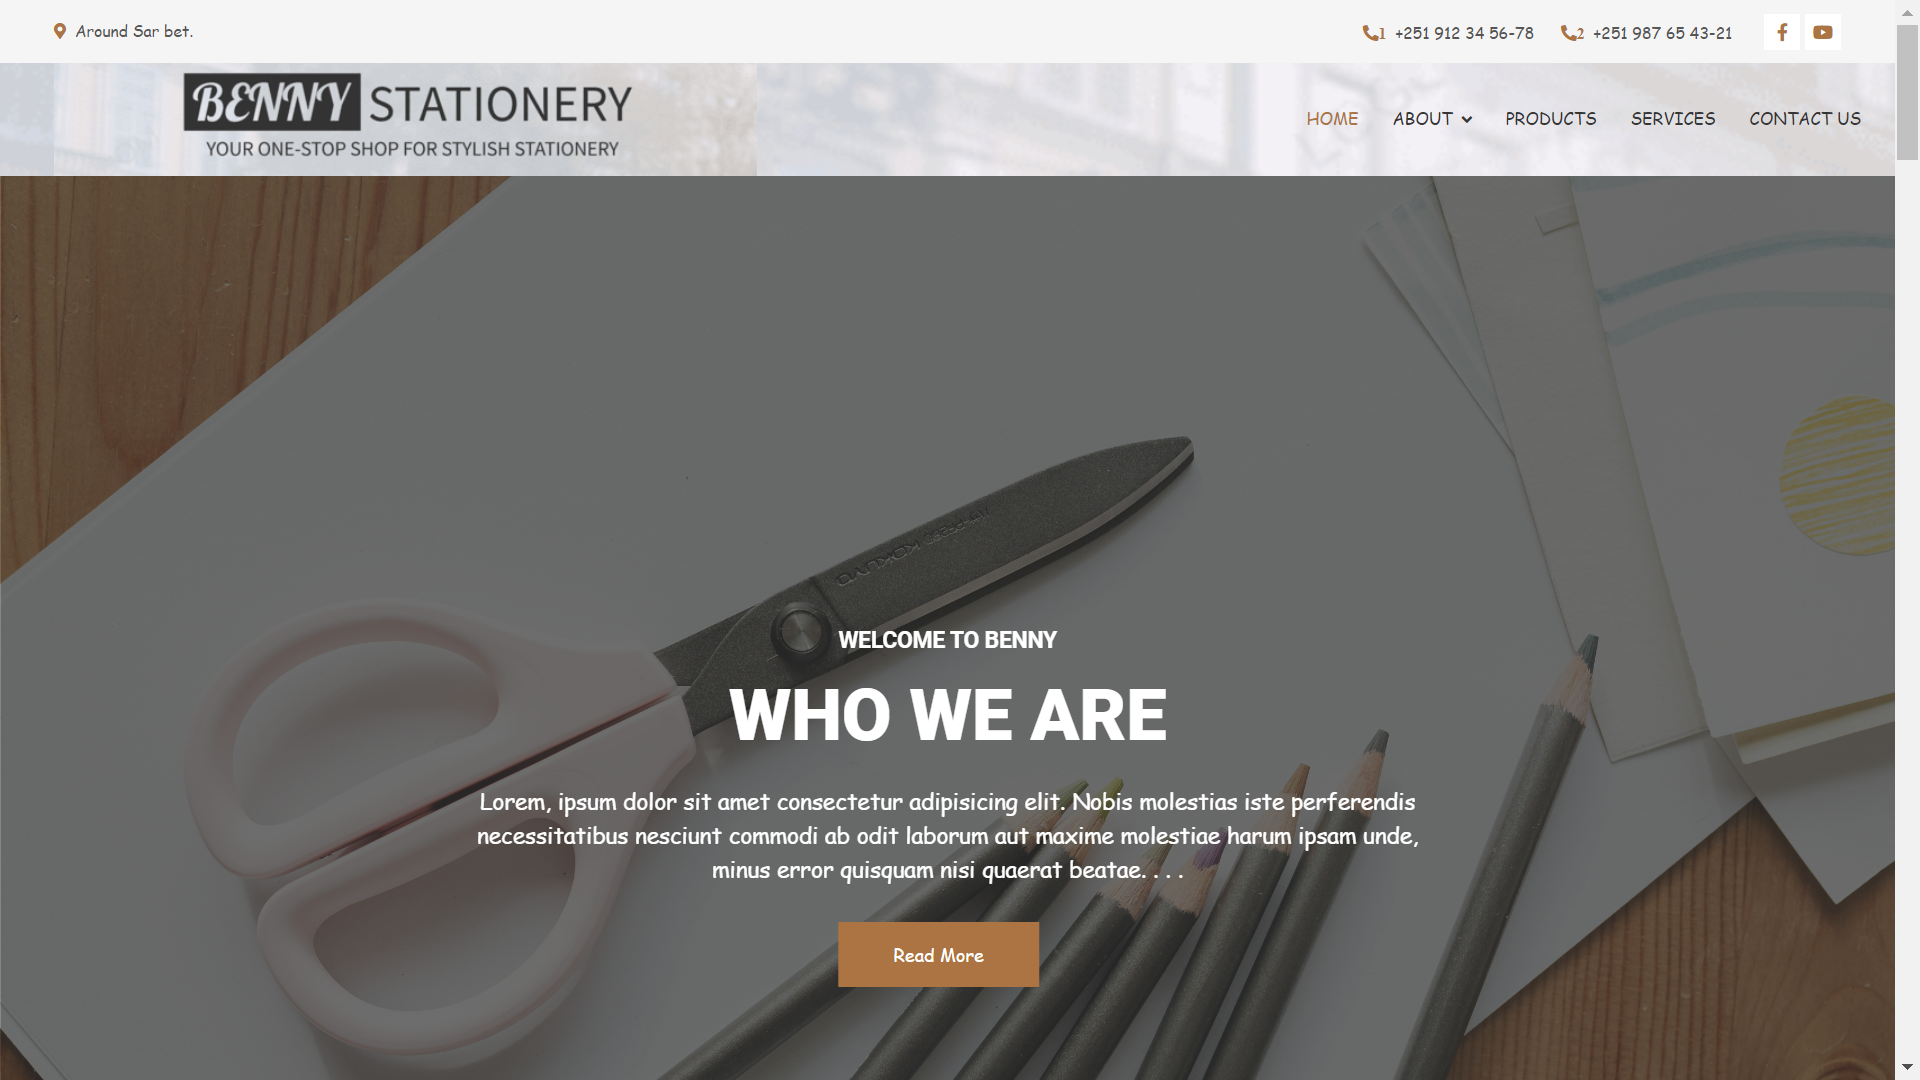 Around Sar bet.
1 +251 912 34 56-78
2 +251 987 65 43-21
BENNY STATIONERY
YOUR ONE-STOP SHOP FOR STYLISH STATIONERY
HOME ABOUT PRODUCTS SERVICES CONTACT US
KOKUYO
WELCOME TO BENNY
WHO WE ARE
Lorem, ipsum dolor sit amet consectetur adipisicing elit. Nobis molestias iste perferendis
necessitatibus nesciunt commodi ab odit laborum aut maxime molestiae harum ipsam unde,
minus error quisquam nisi quaerat beatae. . . .
Read More